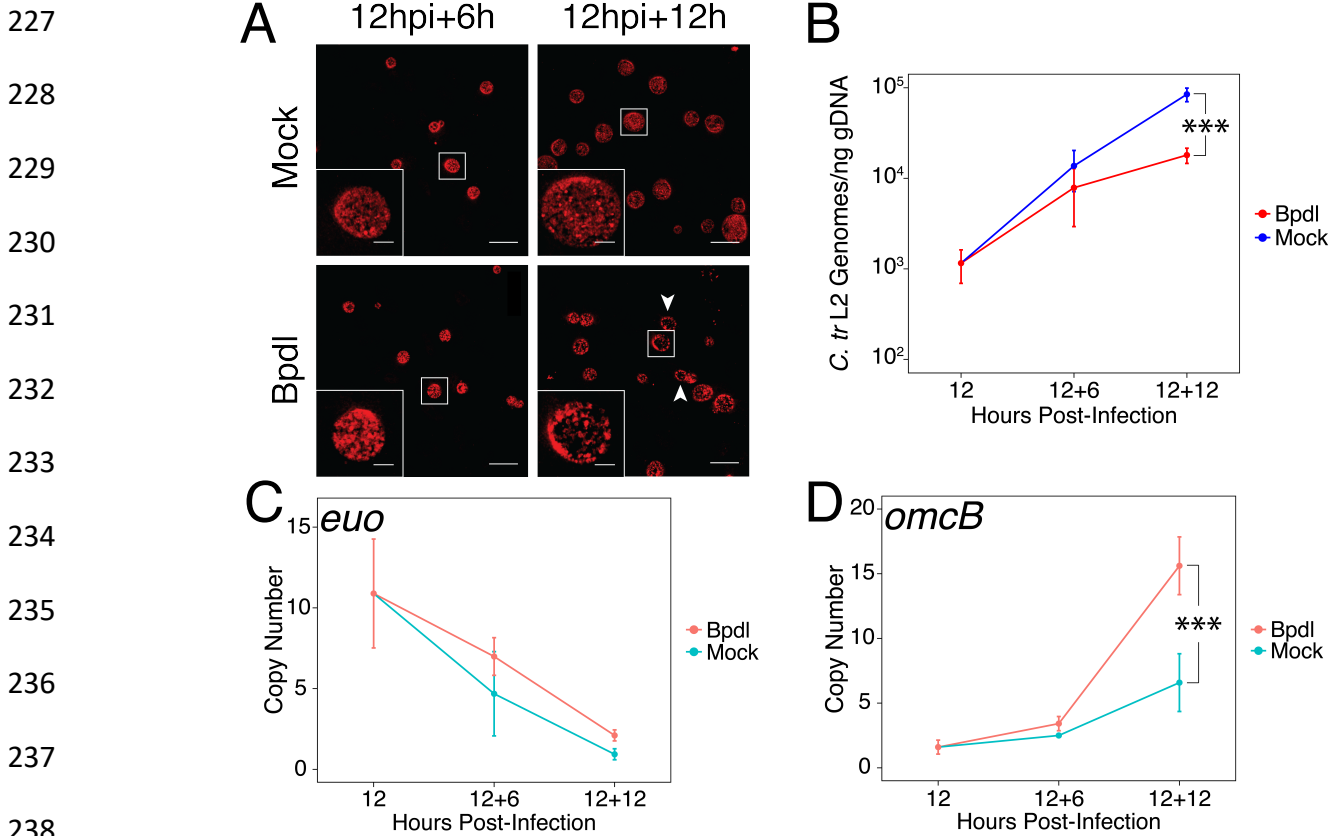 227
228
229
230
231
232
233
234
235
236
237
238
A
12hpi+6h
12hpi+12h
Mock
Bpdl
B
C. tr L2 Genomes/ng gDNA
10⁵
10⁴
10³
10²
12
12+6
12+12
Hours Post-Infection
***
Bpdl
Mock
C
euo
Copy Number
15
10
5
0
12
12+6
12+12
Hours Post-Infection
Bpdl
Mock
D
omcB
Copy Number
20
15
10
5
0
12
12+6
12+12
Hours Post-Infection
***
Bpdl
Mock